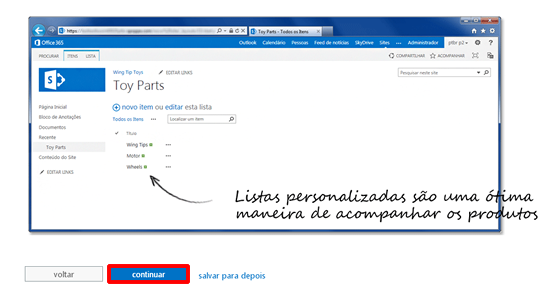 Toy Parts - Todos os Itens
Office 365
Outlook Calendário Pessoas Feed de notícias SkyDrive Sites ••• Administrador
PROCURAR ITENS LISTA
COMPARTILHAR ACOMPANHAR
Wing Tip Toys EDITAR LINKS
Pesquisar neste site
Toy Parts
Página Inicial
Bloco de Anotações
Documentos
Recente
Toy Parts
Conteúdo do Site
EDITAR LINKS
novo item ou editar esta lista
Todos os Itens ••• Localizar um item
Título
Wing Tips •••
Motor •••
Wheels •••
Listas personalizadas são uma ótima
maneira de acompanhar os produtos
voltar continuar salvar para depois